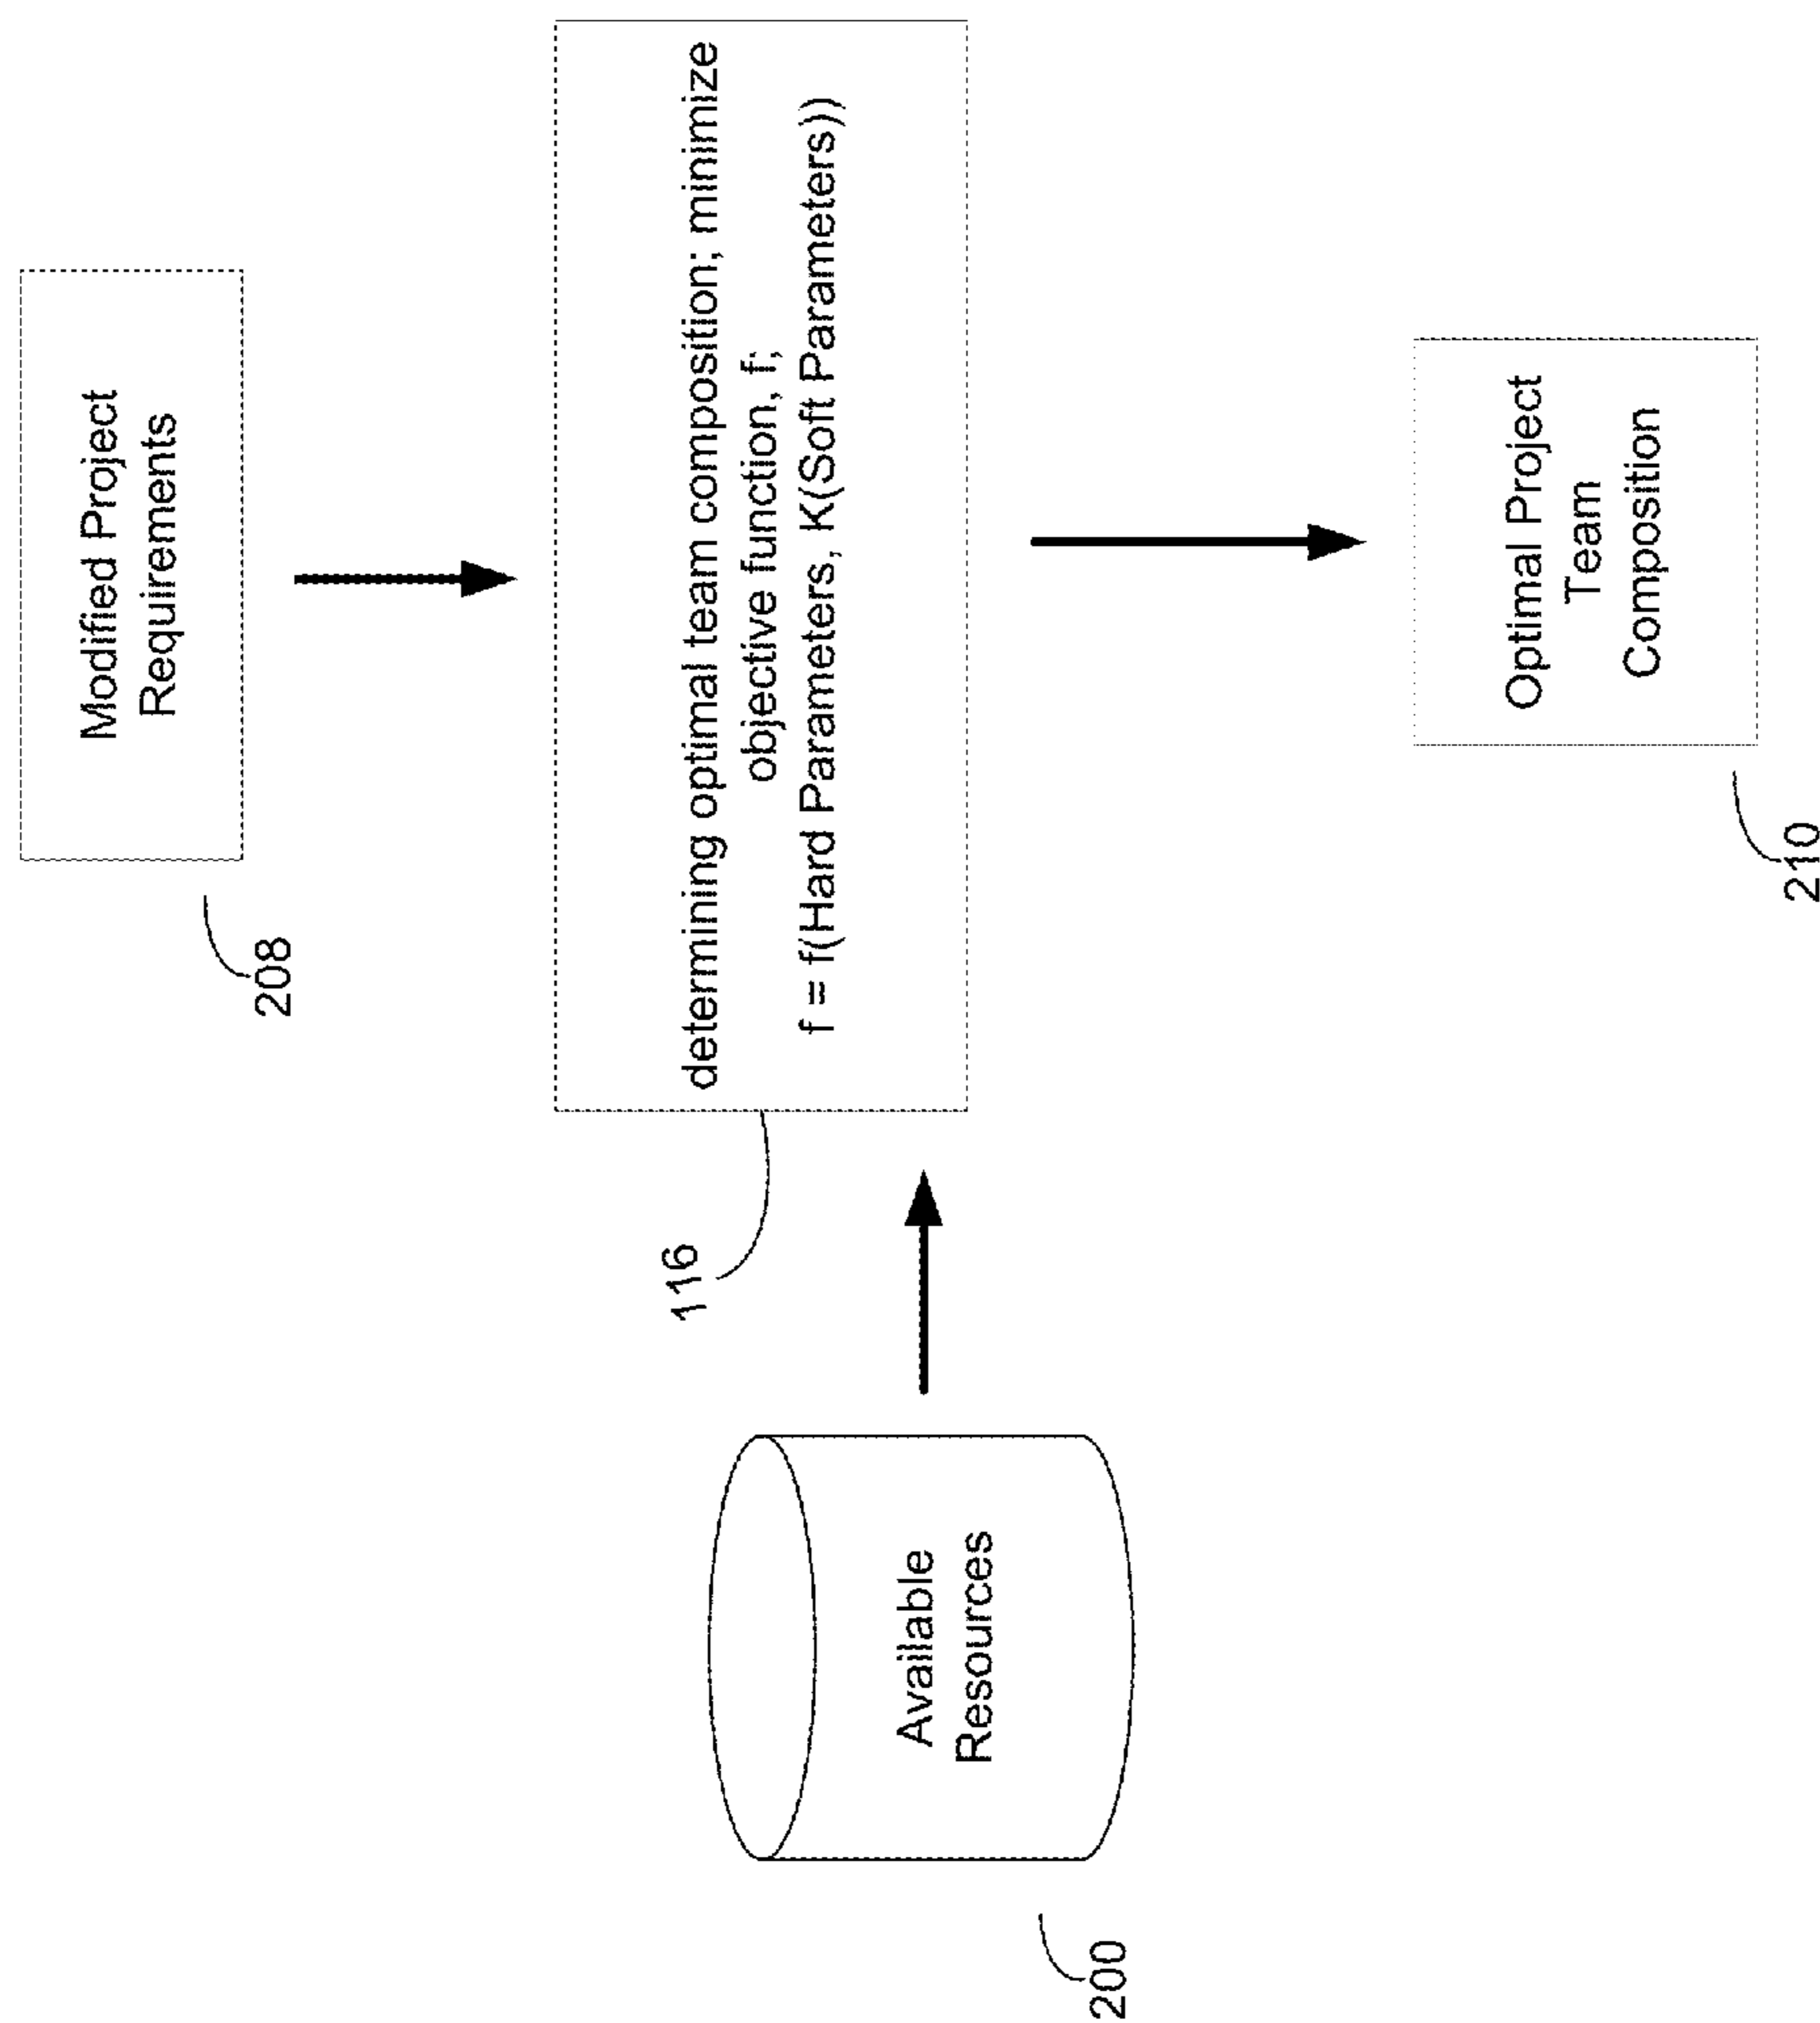 Modified Project
Requirements
208
determining optimal team composition; minimize
objective function, f;
f = f(Hard Parameters, K(Soft Parameters))
116
Available
Resources
200
Optimal Project
Team
Composition
210